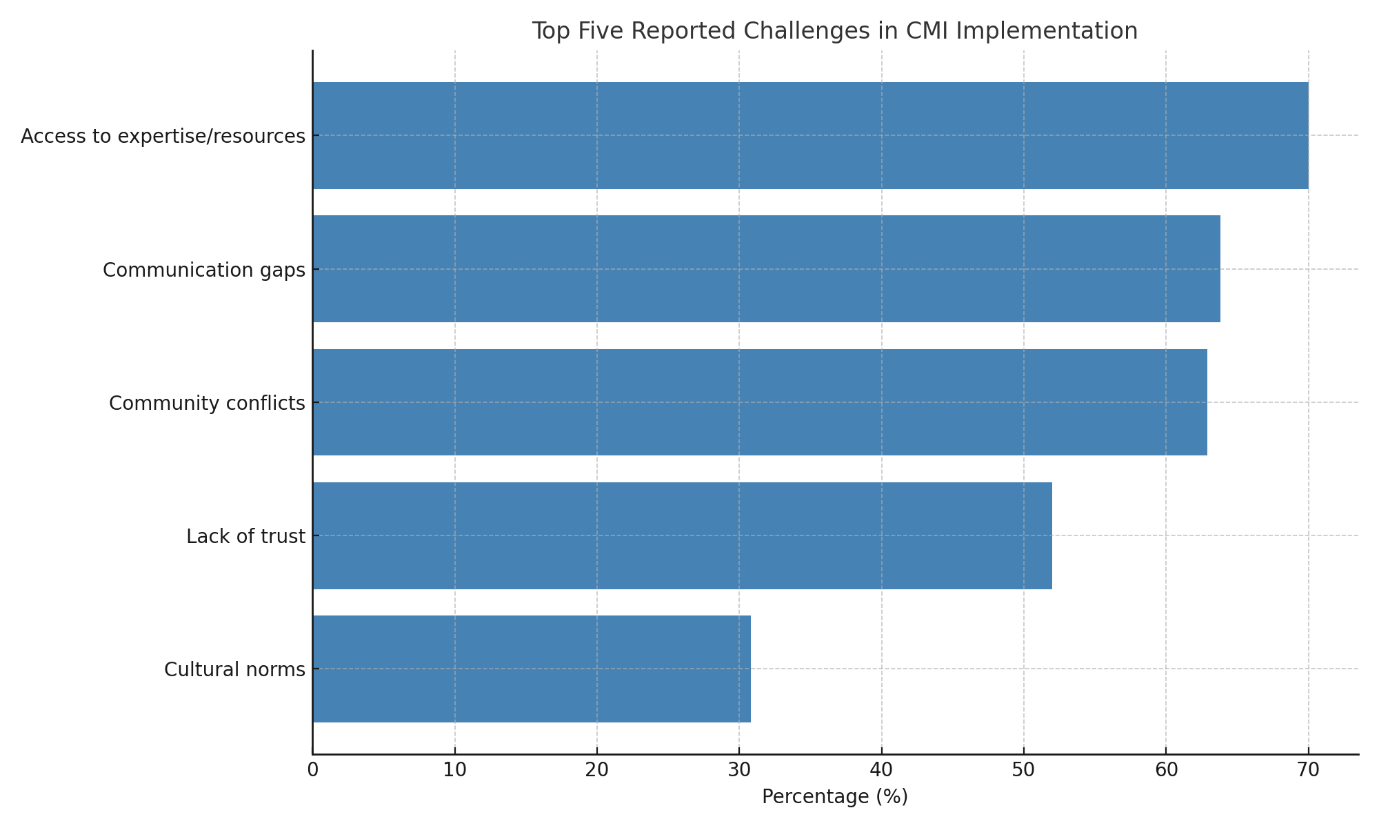 Top Five Reported Challenges in CMI Implementation
Access to expertise/resources
Communication gaps
Community conflicts
Lack of trust
Cultural norms
0 10 20 30 40 50 60 70
Percentage (%)